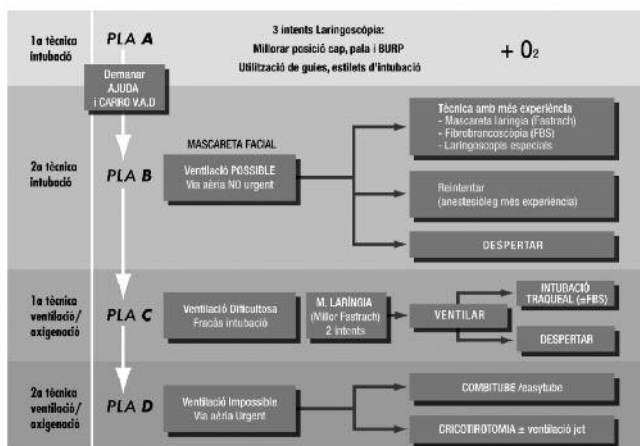 1a tècnica
intubació
PLA A
3 intents Laringoscópia:
Millorar posició cap, pala i BURP
Utilització de guies, estilets d'intubació
+ O₂
Demanar
AJUDA
i CARRO V.A.D
2a tècnica
intubació
PLA B
MASCARETA FACIAL
Ventilació POSSIBLE
Via aèria NO urgent
Tècnica amb més experiència
- Mascareta laringia (Fastrach)
- Fibrobroncoscòpia (FBS)
- Laringoscopis especials
Reintentar
(anestesiòleg més experiència)
DESPERTAR
1a tècnica
ventilació/
axigenació
PLA C
Ventilació Dificultosa
Fracàs intubació
M. LARÍNGIA
(Millor Fastrach)
2 intents
VENTILAR
INTUBACIÓ
TRAQUEAL (±FBS)
DESPERTAR
2a tècnica
ventilació/
axigenació
PLA D
Ventilació Impossible
Via aèria Urgent
COMBITUBE /easytube
CRICOTIROTOMIA ± ventilació jet